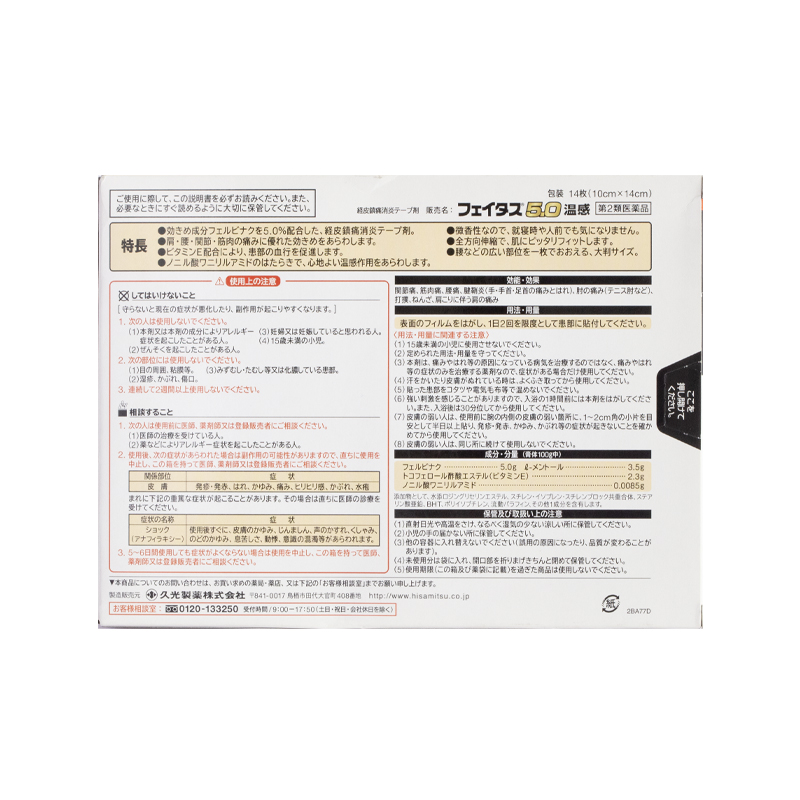 ご使用に際して、この説明書を必ずお読みください。また、
必要なときにすぐ読めるように大切に保管してください。
包装 14枚(10cm×14cm)
経皮鎮痛消炎テープ剤 販売名: フェイタス5.0温感 第2類医薬品
特長
●効きめ成分フェルビナクを5.0%配合した、経皮鎮痛消炎テープ剤。
●肩・腰・関節・筋肉の痛みに優れた効きめをあらわします。
●ビタミンE配合により、患部の血行を促進します。
●ノニル酸ワニリルアミドのはたらきで、心地よい温感作用をあらわします。
●微香性なので、就寝時や人前でも気になりません。
●全方向伸縮で、肌にピッタリフィットします。
●腰などの広い部位を一枚でおおえる、大判サイズ。
使用上の注意
してはいけないこと
[守らないと現在の症状が悪化したり、副作用が起こりやすくなります。]
1. 次の人は使用しないでください。
(1)本剤又は本剤の成分によりアレルギー
症状を起こしたことがある人。
(2)ぜんそくを起こしたことがある人。
(3)妊婦又は妊娠していると思われる人。
(4)15歳未満の小児。
2. 次の部位には使用しないでください。
(1)目の周囲、粘膜等。
(2)湿疹、かぶれ、傷口。
(3)みずむし・たむし等又は化膿している患部。
3. 連続して2週間以上使用しないでください。
相談すること
1. 次の人は使用前に医師、薬剤師又は登録販売者にご相談ください。
(1)医師の治療を受けている人。
(2)薬などによりアレルギー症状を起こしたことがある人。
2. 使用後、次の症状があらわれた場合は副作用の可能性がありますので、直ちに使用を
中止し、この箱を持って医師、薬剤師又は登録販売者にご相談ください。
関係部位 症状
皮膚 発疹・発赤、はれ、かゆみ、痛み、ヒリヒリ感、かぶれ、水疱
まれに下記の重篤な症状が起こることがあります。その場合は直ちに医師の診療を
受けてください。
症状の名称 症状
ショック
(アナフィラキシー)
使用後すぐに、皮膚のかゆみ、じんましん、声のかすれ、くしゃみ、
のどのかゆみ、息苦しさ、動悸、意識の混濁等があらわれます。
3. 5~6日間使用しても症状がよくならない場合は使用を中止し、この箱を持って医師、
薬剤師又は登録販売者にご相談ください。
効能・効果
関節痛、筋肉痛、腰痛、腱鞘炎(手・手首・足首の痛みとはれ)、肘の痛み(テニス肘など)、
打撲、ねんざ、肩こりに伴う肩の痛み
用法・用量
表面のフィルムをはがし、1日2回を限度として患部に貼付してください。
〈用法・用量に関連する注意〉
(1)15歳未満の小児に使用させないでください。
(2)定められた用法・用量を守ってください。
(3)本剤は、痛みやはれ等の原因になっている病気を治療するのではなく、痛みやはれ
等の症状のみを治療する薬剤なので、症状がある場合だけ使用してください。
(4)汗をかいたり皮膚がぬれている時は、よくふき取ってから使用してください。
(5)貼った患部をコタツや電気毛布等で温めないでください。
(6)強い刺激を感じることがありますので、入浴の1時間前には本剤をはがしてくださ
い。また、入浴後は30分位してから使用してください。
(7)皮膚の弱い人は、使用前に腕の内側の皮膚の弱い箇所に、1~2cm角の小片を目
安として半日以上貼り、発疹・発赤、かゆみ、かぶれ等の症状が起きないことを確か
めてから使用してください。
(8)皮膚の弱い人は、同じ所に続けて使用しないでください。
成分・分量 (膏体100g中)
フェルビナク 5.0g ℓ-メントール 3.5g
トコフェロール酢酸エステル(ビタミンE) 2.3g
ノニル酸ワニリルアミド 0.0085g
添加物として、水添ロジングリセリンエステル、スチレン・イソプレン・スチレンブロック共重合体、ステア
リン酸亜鉛、BHT、ポリイソブチレン、流動パラフィン、その他1成分を含有します。
保管及び取扱い上の注意
(1)直射日光や高温をさけ、なるべく湿気の少ない涼しい所に保管してください。
(2)小児の手の届かない所に保管してください。
(3)他の容器に入れ替えないでください(誤用の原因になったり、品質が変わることが
あります)。
(4)未使用分は袋に入れ、開口部を折りまげきちんと閉めて保管してください。
(5)使用期限(この箱及び薬袋に記載)を過ぎた商品は使用しないでください。
ここを
押し開けて
ください。
▼本商品についてのお問い合わせは、お買い求めの薬局・薬店、又は下記の「お客様相談室」までお願い申し上げます。
製造販売元 久光製薬株式会社 〒841-0017 鳥栖市田代大官町408番地 http://www.hisamitsu.co.jp
お客様相談室: 0120-133250 受付時間/9:00-17:50(土日・祝日・会社休日を除く)
紙
2BA77D